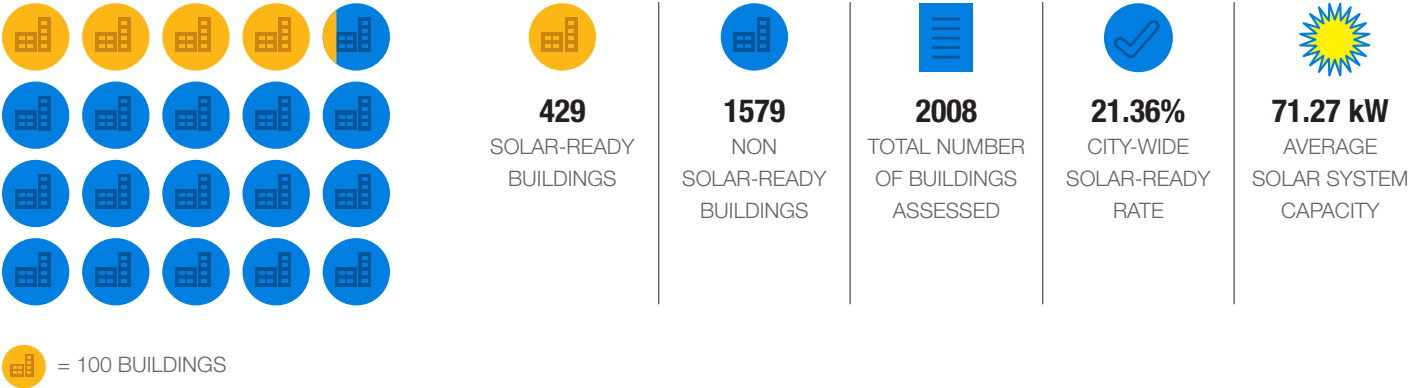 429
SOLAR-READY
BUILDINGS
1579
NON
SOLAR-READY
BUILDINGS
2008
TOTAL NUMBER
OF BUILDINGS
ASSESSED
21.36%
CITY-WIDE
SOLAR-READY
RATE
71.27 kW
AVERAGE
SOLAR SYSTEM
CAPACITY
= 100 BUILDINGS